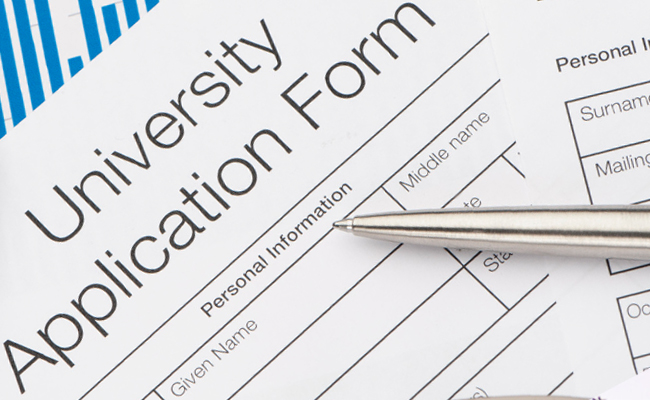 University
Application Form
Personal Information
Given Name
Middle name
Personal
Surname
Mailing